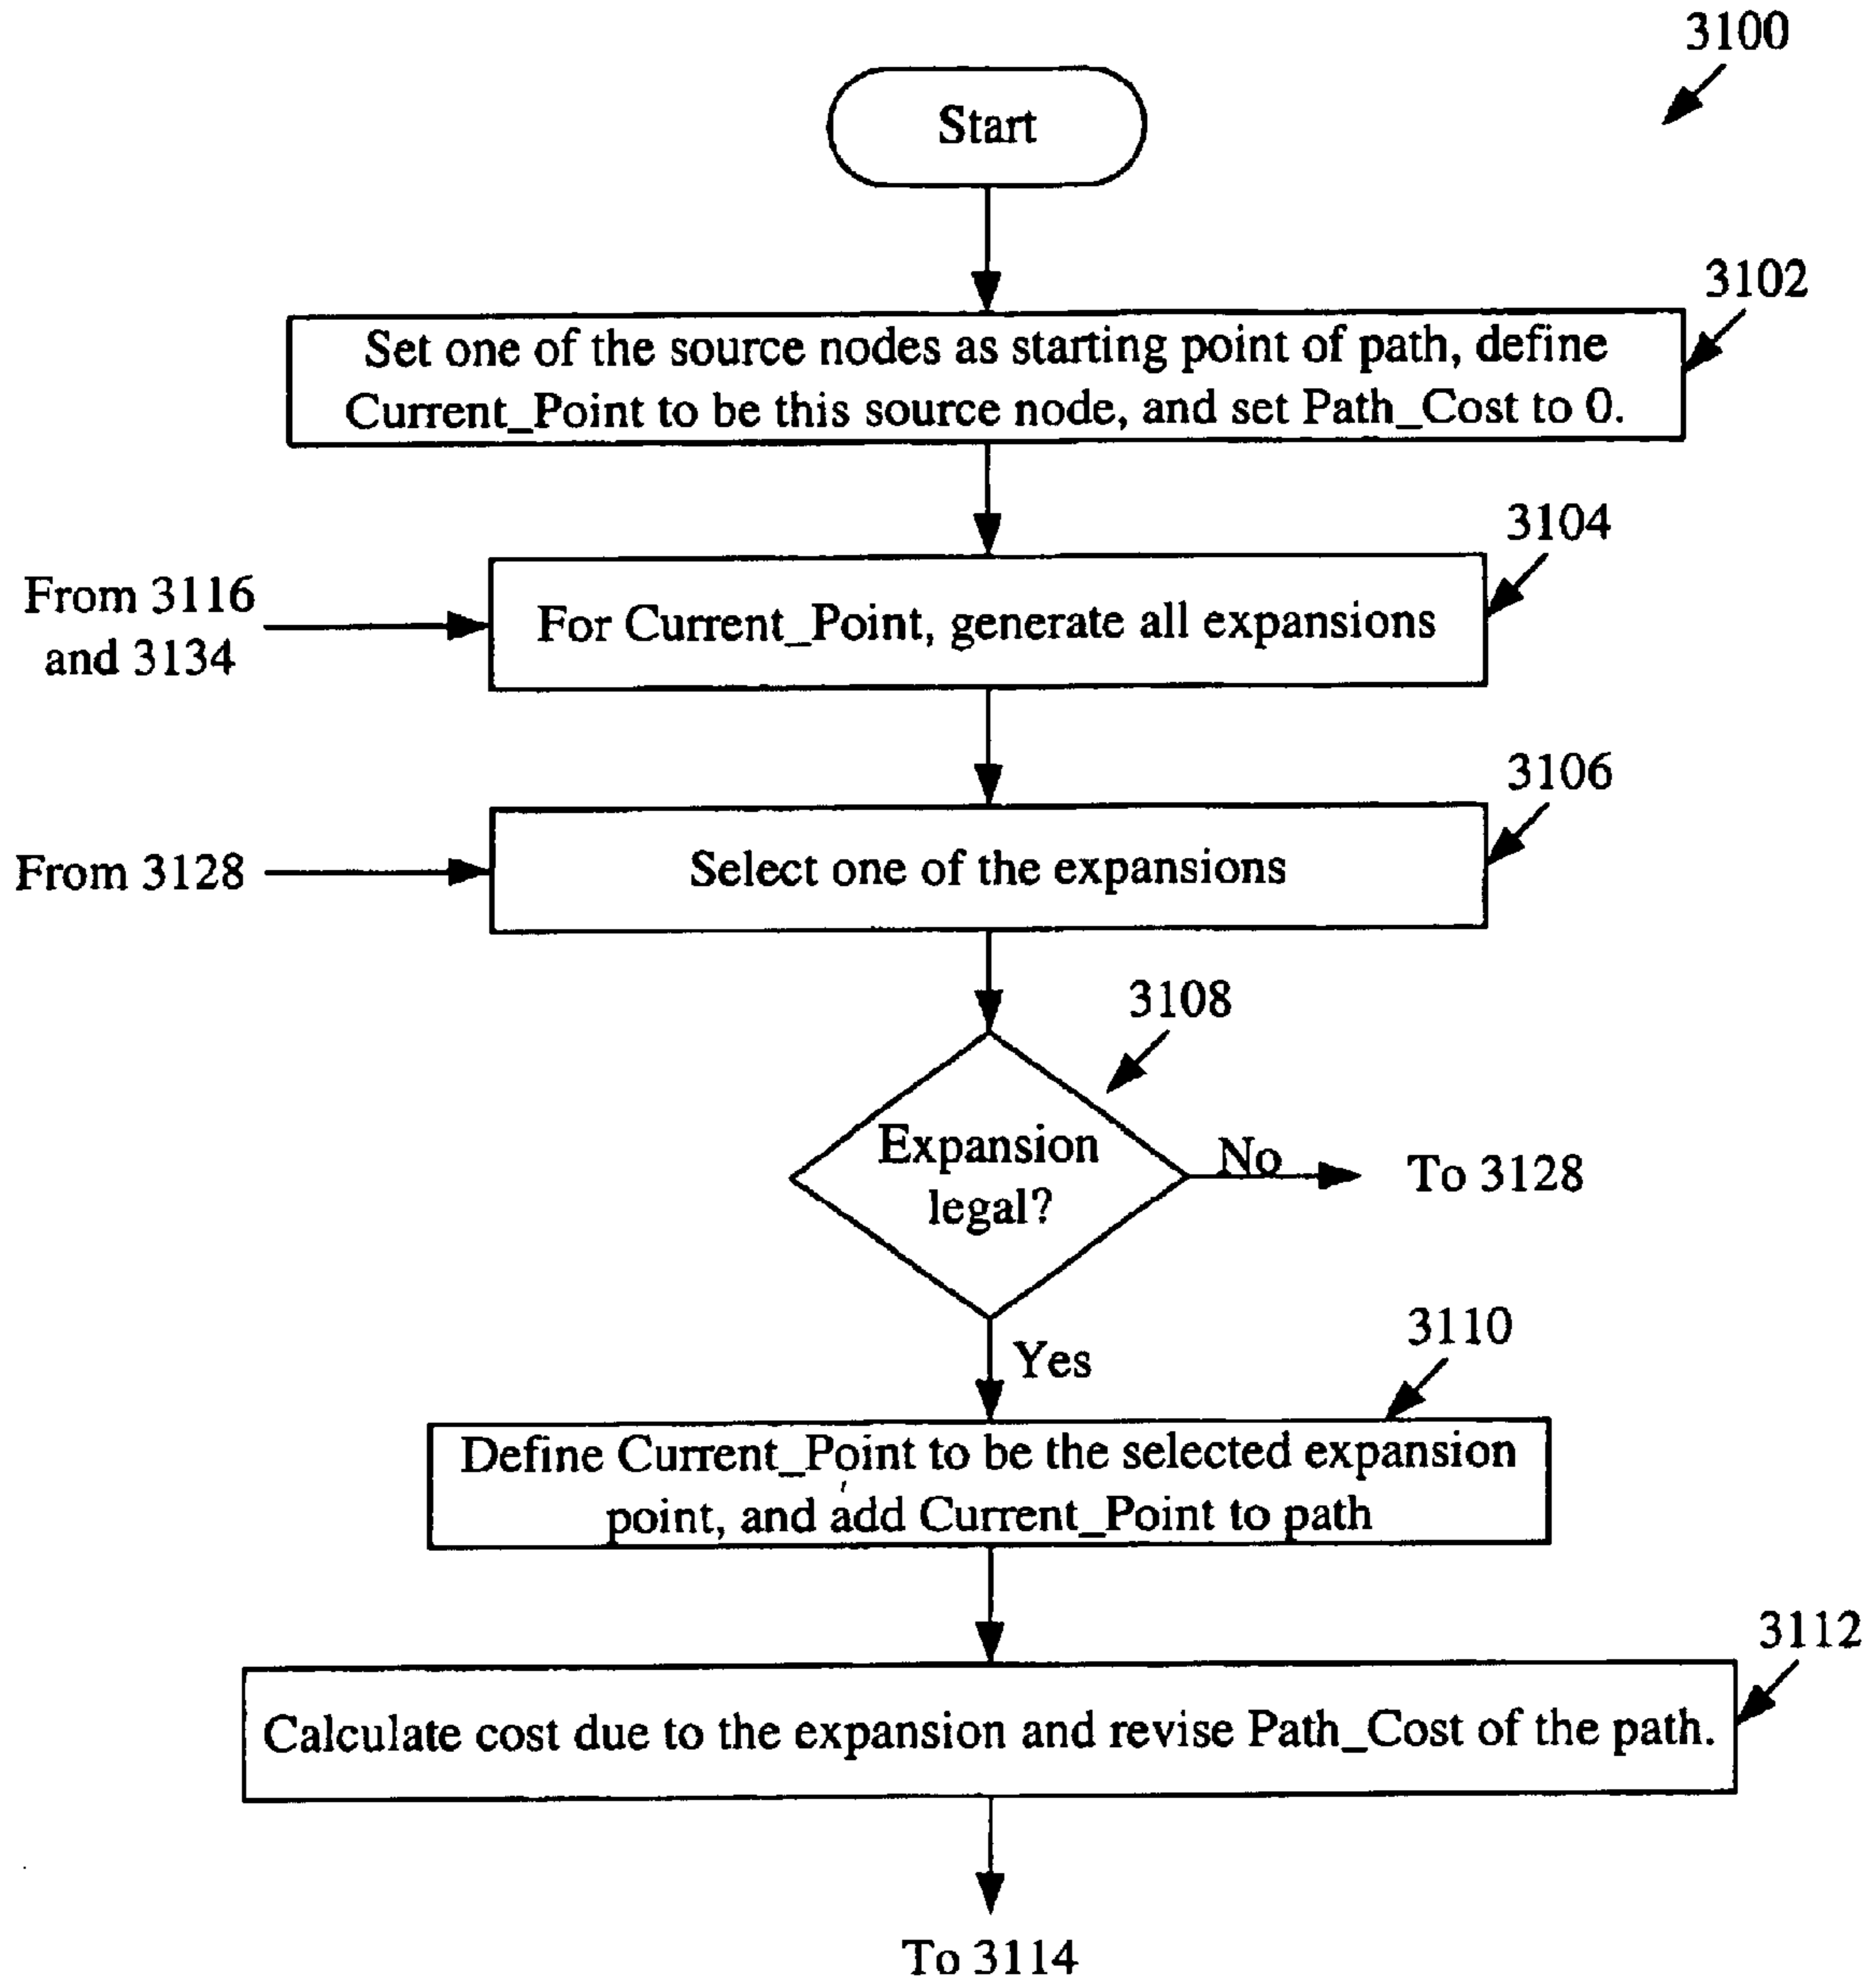 3100
Start
3102
Set one of the source nodes as starting point of path, define
Current_Point to be this source node, and set Path_Cost to 0.
3104
From 3116
and 3134
For Current_Point, generate all expansions
3106
From 3128
Select one of the expansions
3108
Expansion
legal?
No
To 3128
Yes
3110
Define Current_Point to be the selected expansion
point, and add Current_Point to path
3112
Calculate cost due to the expansion and revise Path_Cost of the path.
To 3114